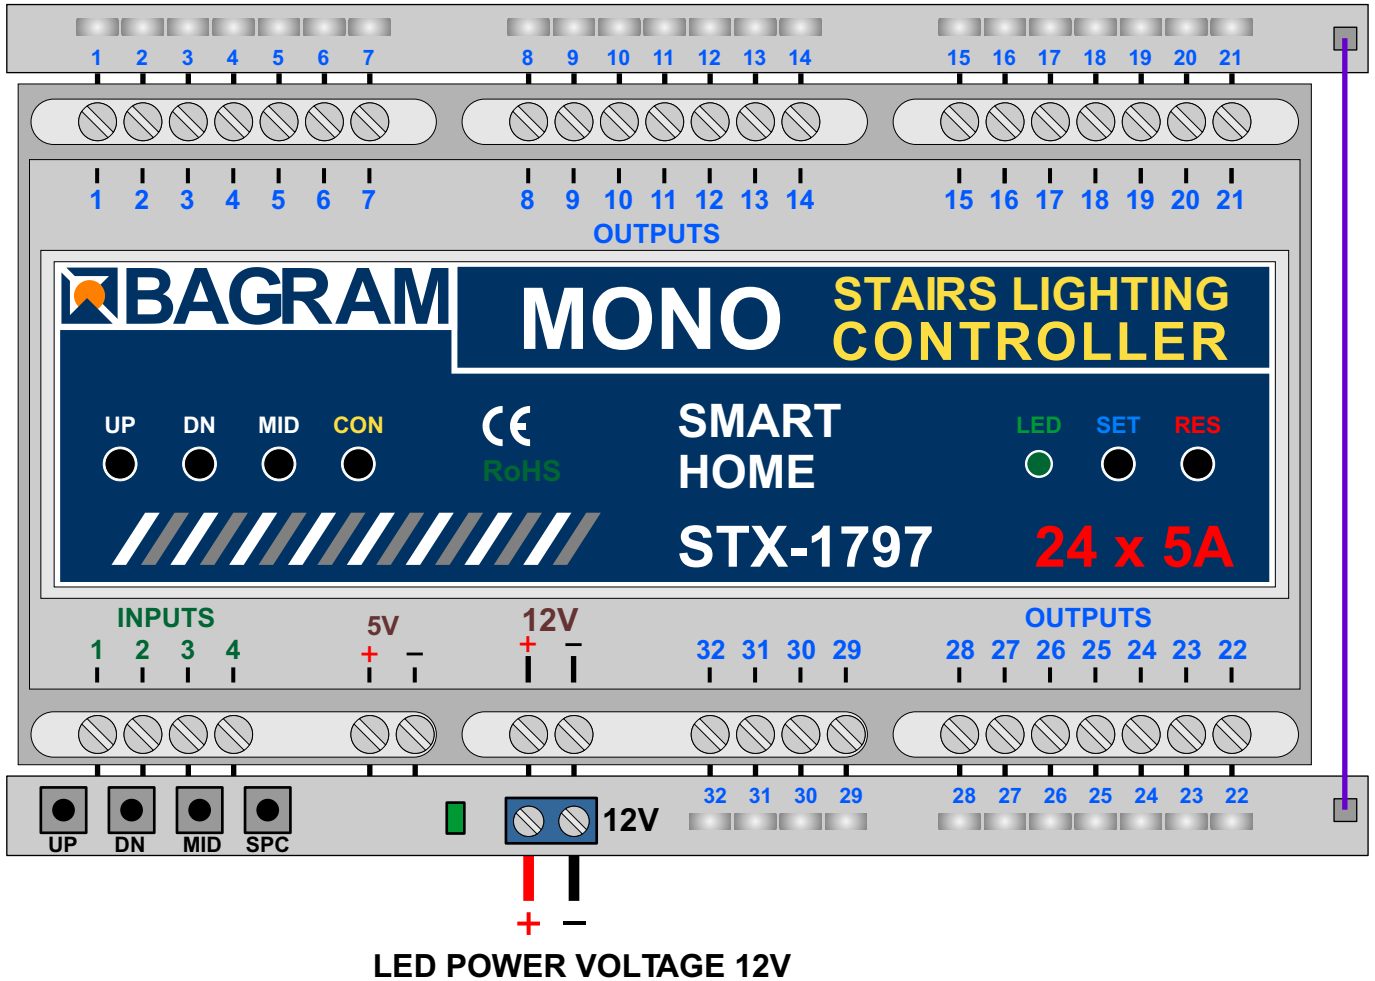 1 2 3 4 5 6 7 8 9 10 11 12 13 14 15 16 17 18 19 20 21
1 2 3 4 5 6 7 8 9 10 11 12 13 14 15 16 17 18 19 20 21
OUTPUTS
BAGRAM MONO STAIRS LIGHTING
CONTROLLER
UP DN MID CON CE SMART LED SET RES
RoHS HOME
STX-1797 24 x 5A
INPUTS 5V 12V OUTPUTS
1 2 3 4 + − + − 32 31 30 29 28 27 26 25 24 23 22
32 31 30 29 28 27 26 25 24 23 22
12V
UP DN MID SPC
+ −
LED POWER VOLTAGE 12V